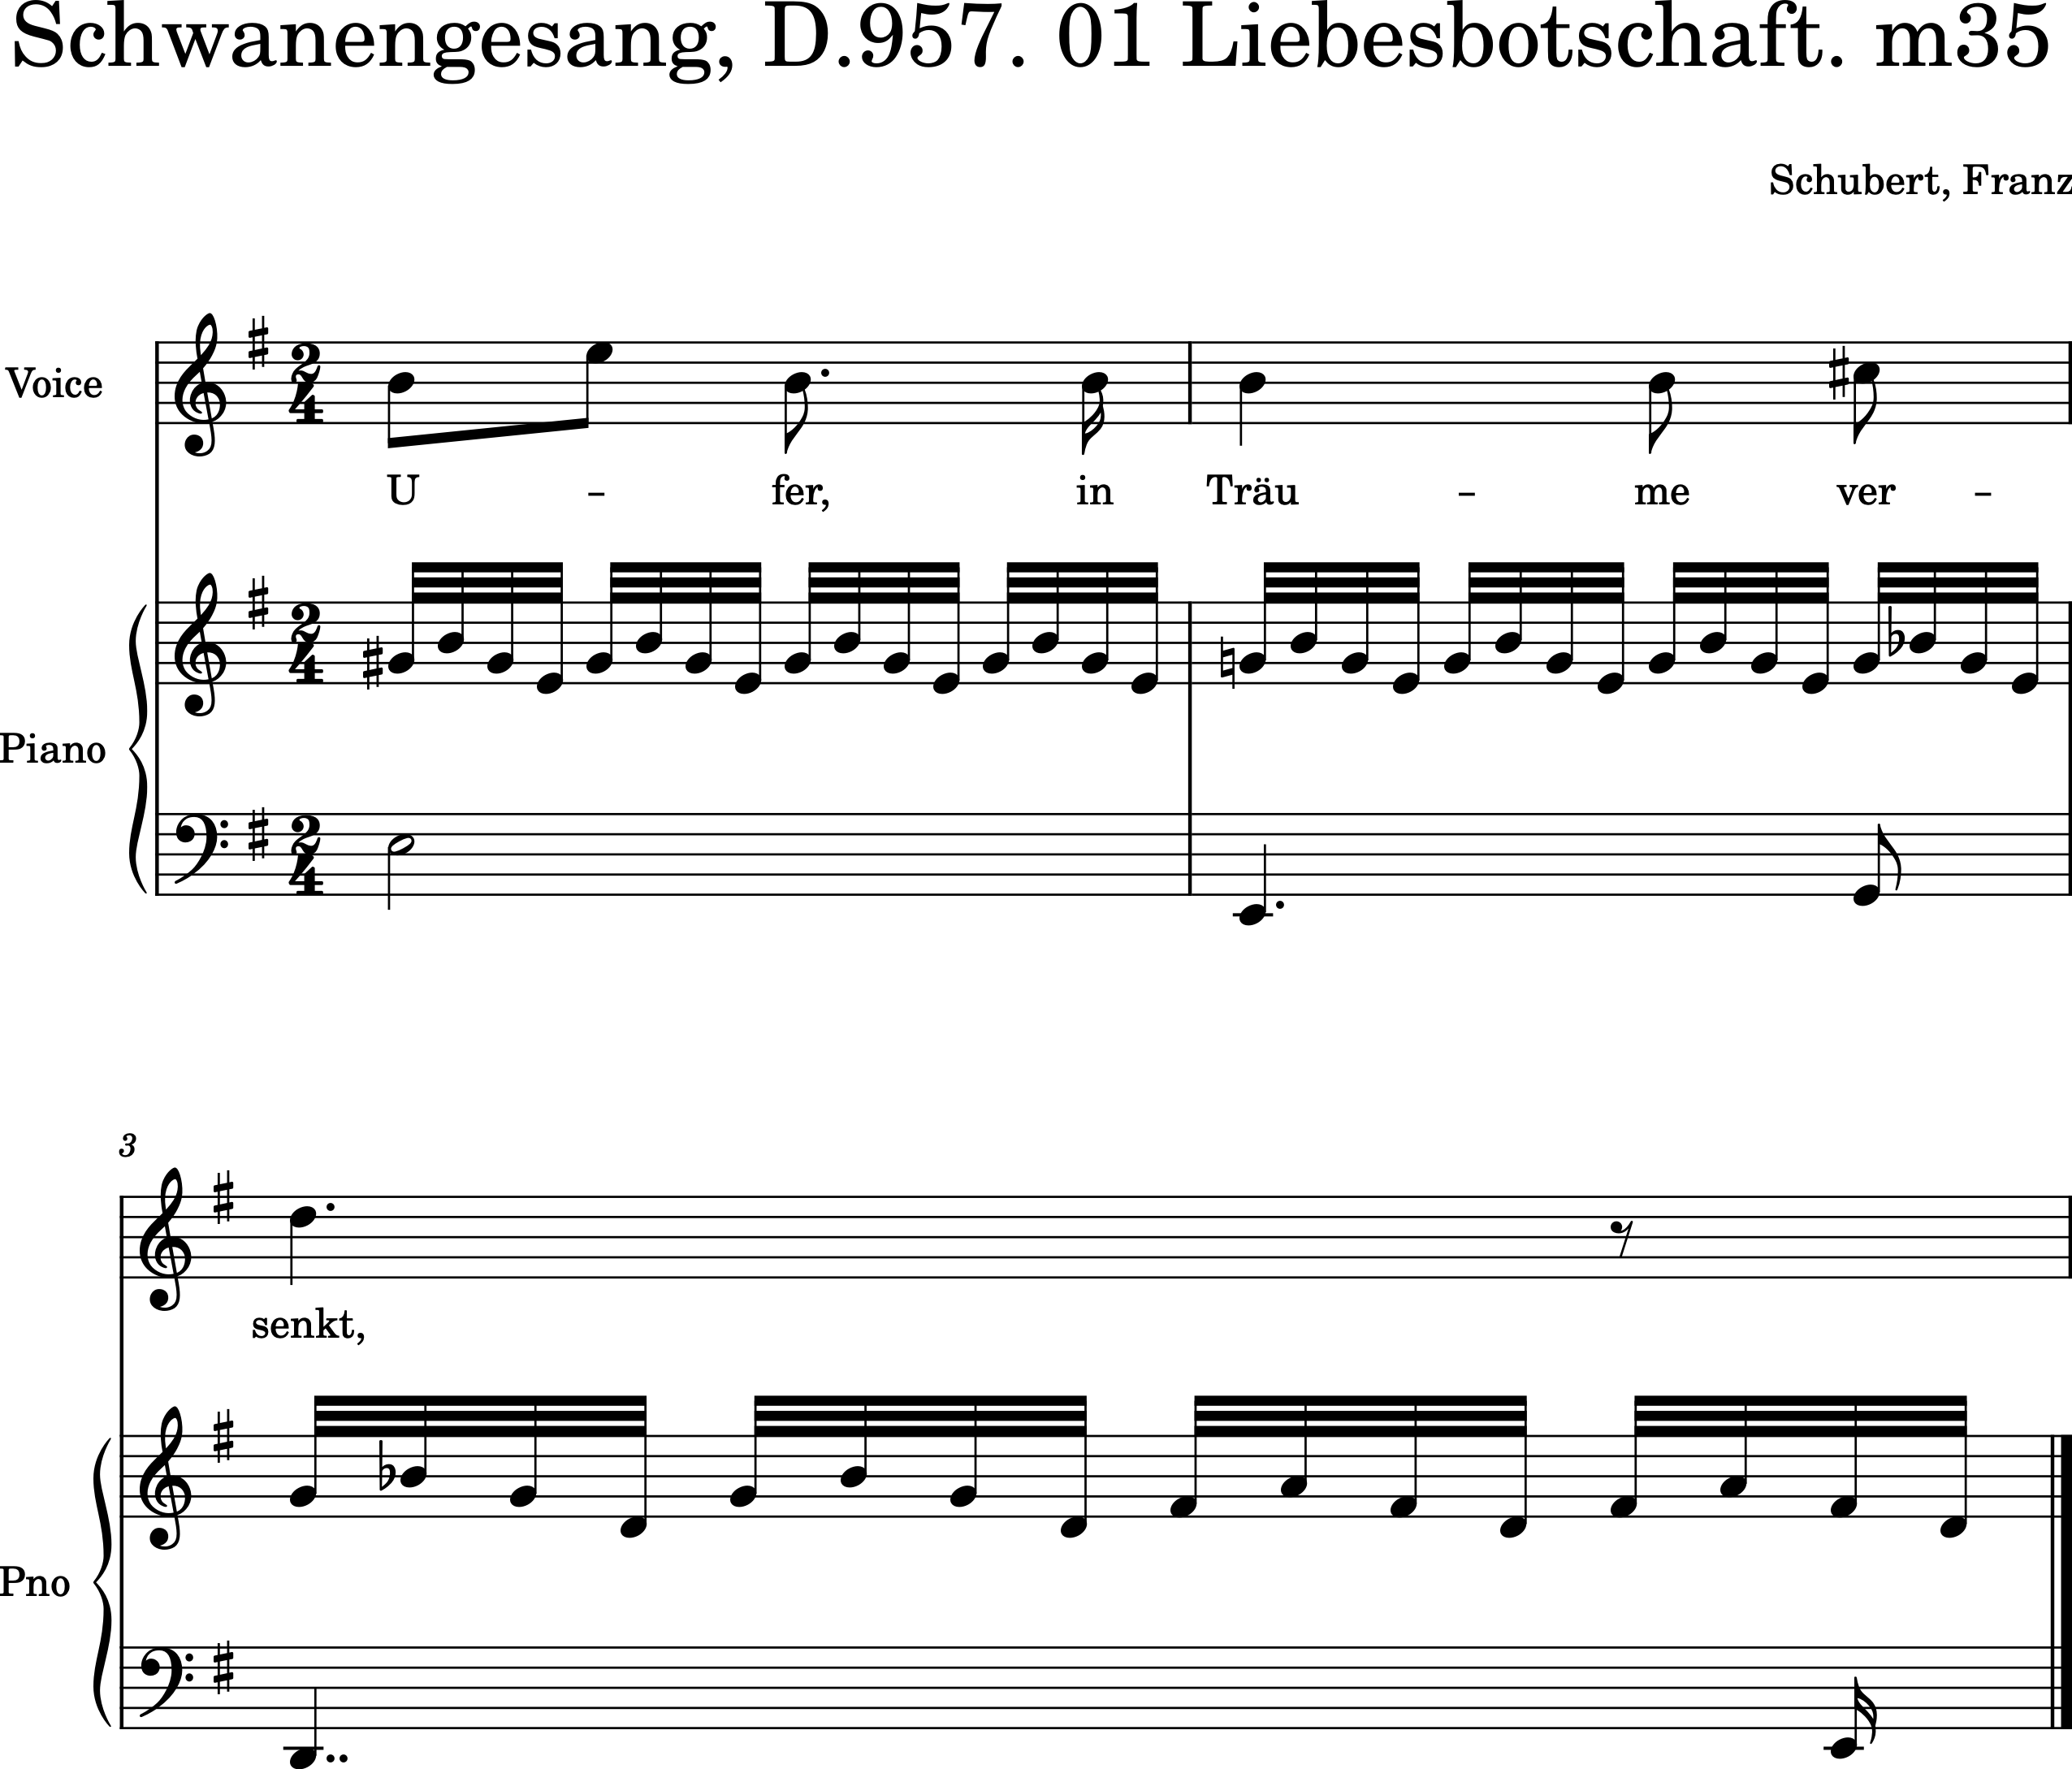 Schwanengesang, D.957. 01 Liebesbotschaft. m35
Schubert, Franz
Voice
U - fer, in Träu - me ver -
Piano
3
senkt,
Pno